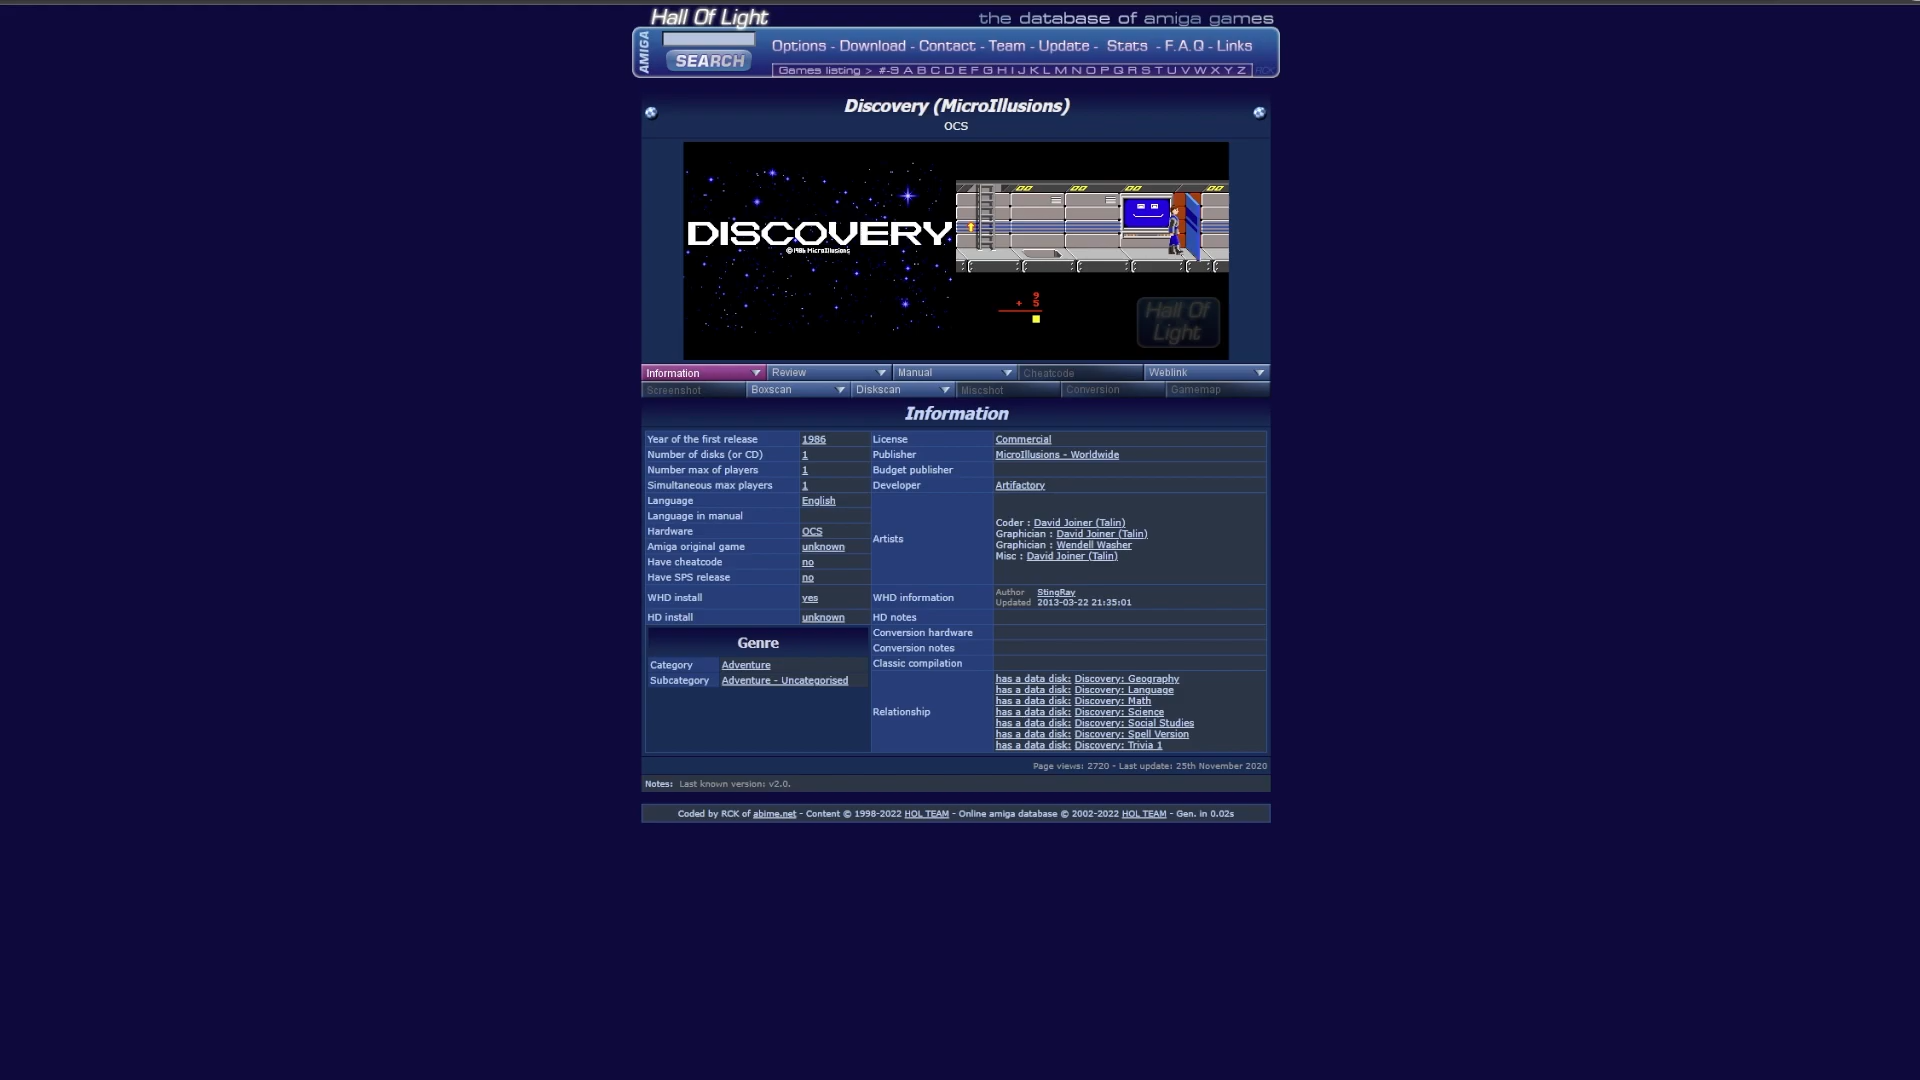 Hall Of Light
the database of amiga games
AMIGA
SEARCH
Options - Download - Contact - Team - Update - Stats - F.A.Q - Links
Games listing > #-9 A B C D E F G H I J K L M N O P Q R S T U V W X Y Z
Discovery (MicroIllusions)
OCS
DISCOVERY
©1986 MicroIllusions
9
+ 5
Hall Of
Light
Information Review Manual Cheatcode Weblink
Screenshot Boxscan Diskscan Miscshot Conversion Gamemap
Information
Year of the first release 1986
Number of disks (or CD) 1
Number max of players 1
Simultaneous max players 1
Language English
Language in manual
Hardware OCS
Amiga original game unknown
Have cheatcode no
Have SPS release no
WHD install yes
HD install unknown
Genre
Category Adventure
Subcategory Adventure - Uncategorised
License Commercial
Publisher MicroIllusions - Worldwide
Budget publisher
Developer Artifactory
Artists
Coder : David Joiner (Talin)
Graphician : David Joiner (Talin)
Graphician : Wendell Washer
Misc : David Joiner (Talin)
WHD information
Author StingRay
Updated 2013-03-22 21:35:01
HD notes
Conversion hardware
Conversion notes
Classic compilation
Relationship
has a data disk: Discovery: Geography
has a data disk: Discovery: Language
has a data disk: Discovery: Math
has a data disk: Discovery: Science
has a data disk: Discovery: Social Studies
has a data disk: Discovery: Spell Version
has a data disk: Discovery: Trivia 1
Page views: 2720 - Last update: 25th November 2020
Notes: Last known version: v2.0.
Coded by RCK of abime.net - Content © 1998-2022 HOL TEAM - Online amiga database © 2002-2022 HOL TEAM - Gen. in 0.02s